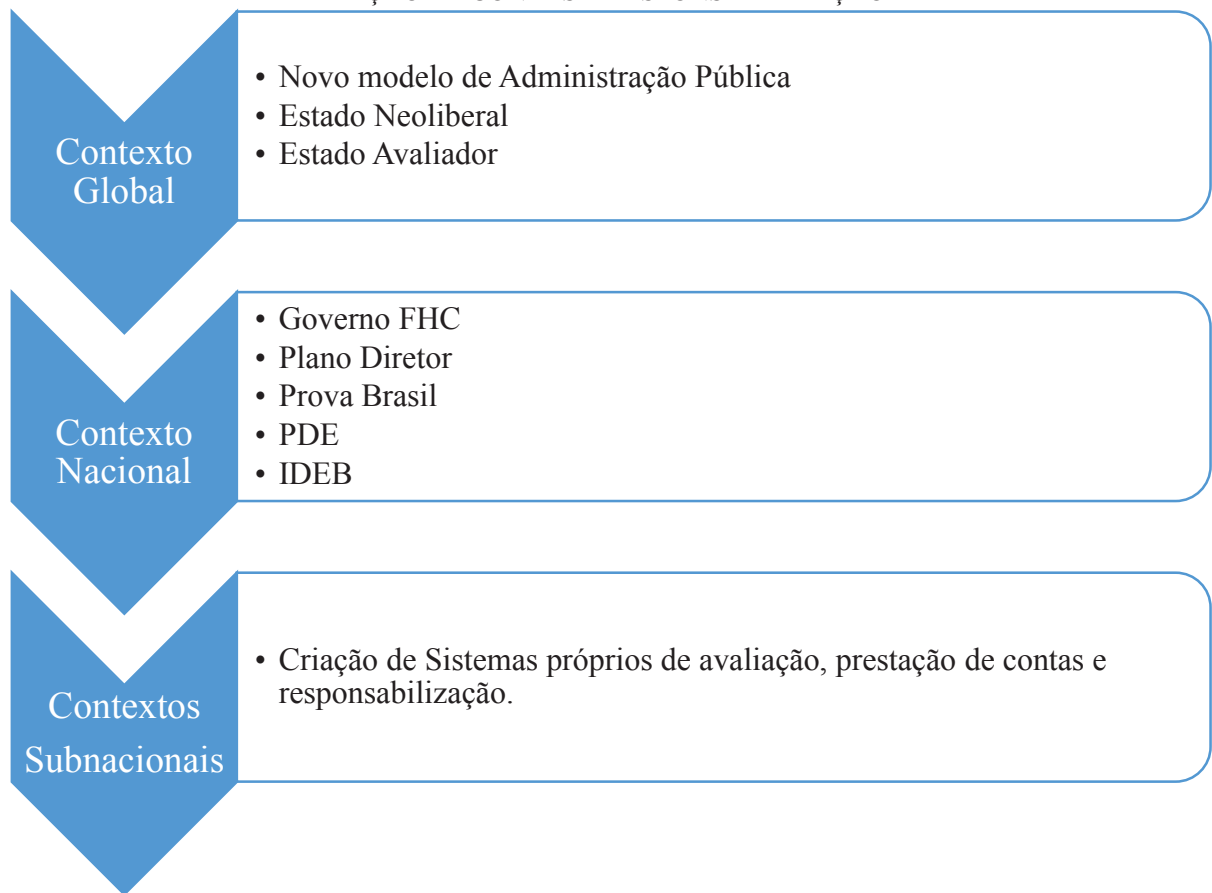 Contexto
Global
• Novo modelo de Administração Pública
• Estado Neoliberal
• Estado Avaliador
Contexto
Nacional
• Governo FHC
• Plano Diretor
• Prova Brasil
• PDE
• IDEB
Contextos
Subnacionais
• Criação de Sistemas próprios de avaliação, prestação de contas e
responsabilização.